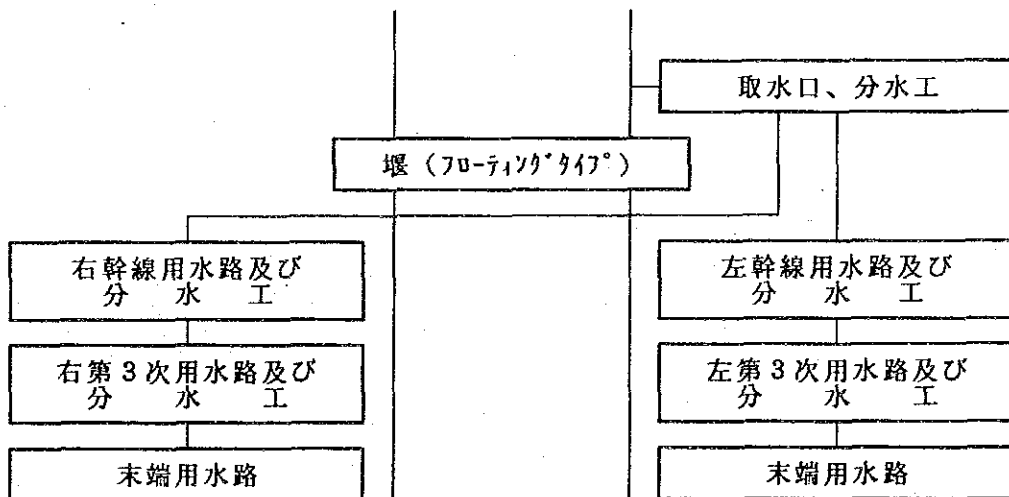 取水口、分水工
堰（ﾌﾛｰﾃｨﾝｸﾞﾀｲﾌﾟ）
右幹線用水路及び
分水工
左幹線用水路及び
分水工
右第3次用水路及び
分水工
左第3次用水路及び
分水工
末端用水路
末端用水路